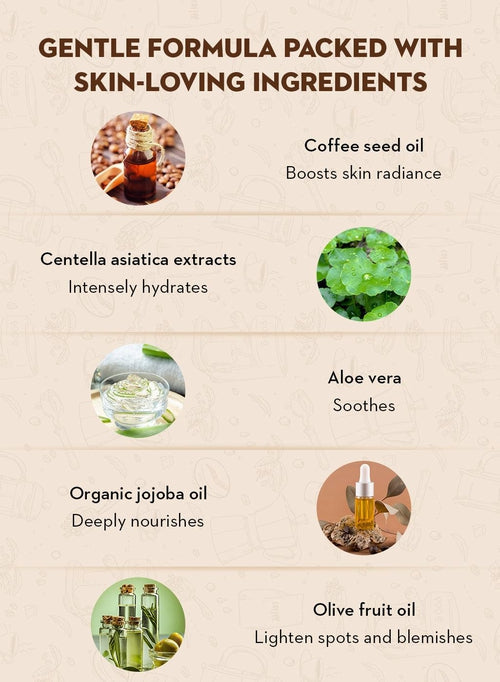 GENTLE FORMULA PACKED WITH
SKIN-LOVING INGREDIENTS
Coffee seed oil
Boosts skin radiance
Centella asiatica extracts
Intensely hydrates
Aloe vera
Soothes
Organic jojoba oil
Deeply nourishes
Olive fruit oil
Lighten spots and blemishes